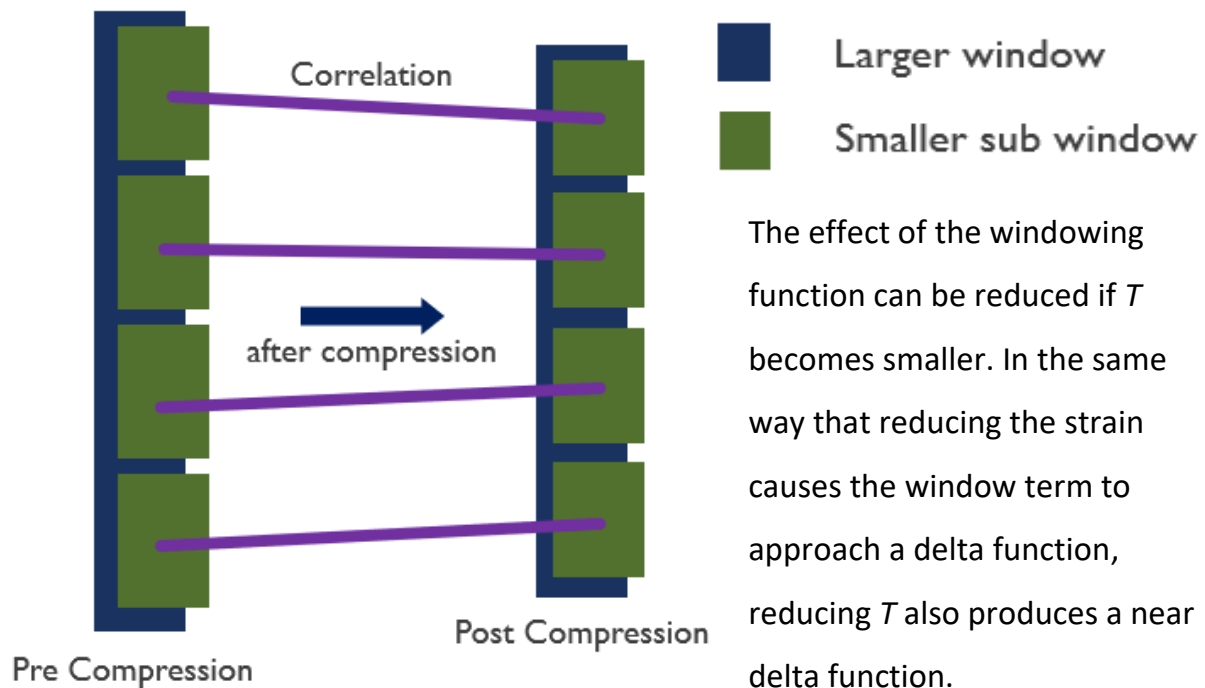 Correlation
after compression
Pre Compression
Post Compression
Larger window
Smaller sub window
The effect of the windowing
function can be reduced if T
becomes smaller. In the same
way that reducing the strain
causes the window term to
approach a delta function,
reducing T also produces a near
delta function.